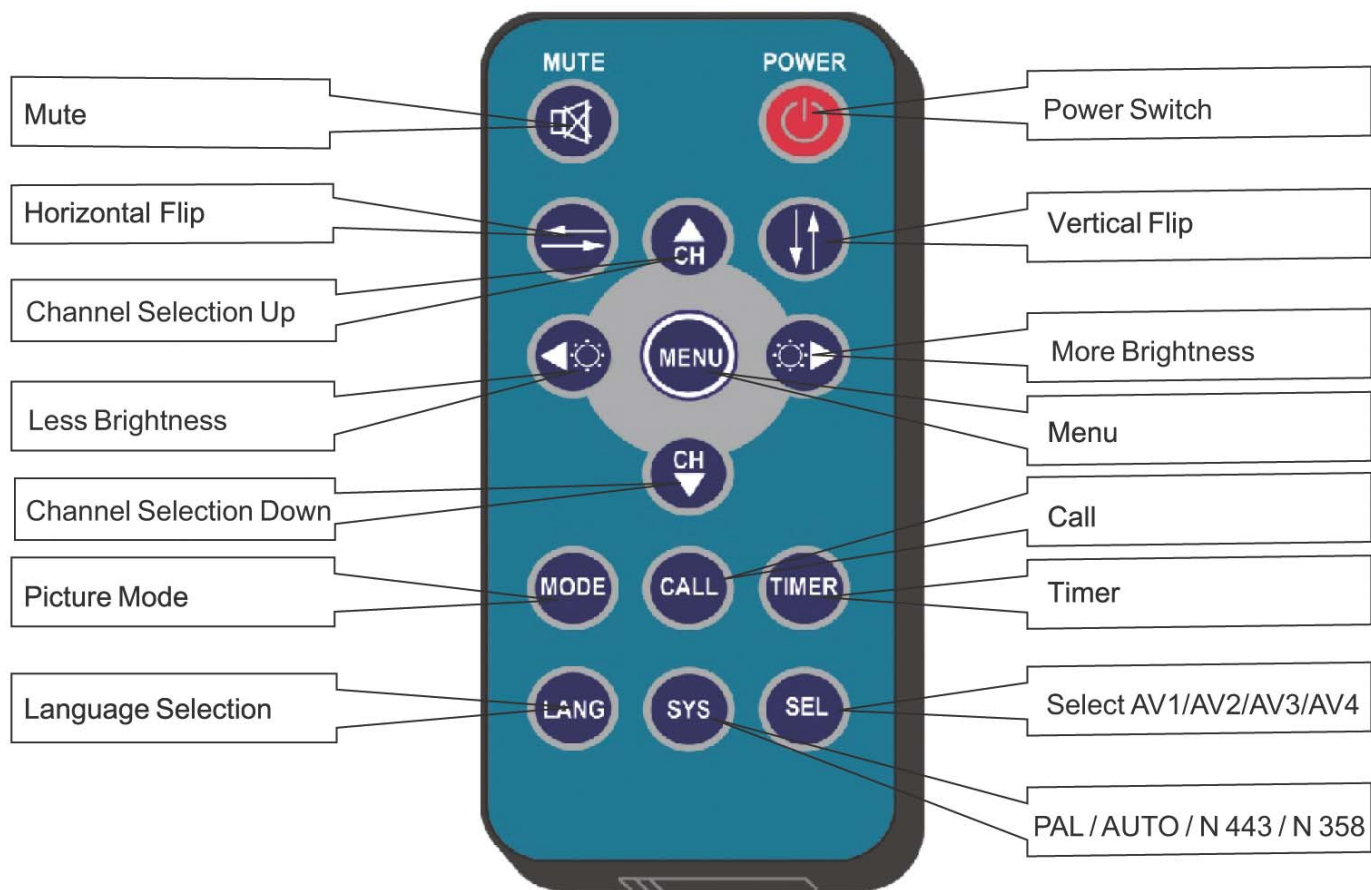 MUTE
POWER
Mute
Power Switch
Horizontal Flip
Vertical Flip
CH
Channel Selection Up
MENU
More Brightness
Less Brightness
Menu
CH
Channel Selection Down
Call
MODE
CALL
TIMER
Picture Mode
Timer
LANG
SYS
SEL
Language Selection
Select AV1/AV2/AV3/AV4
PAL / AUTO / N 443 / N 358